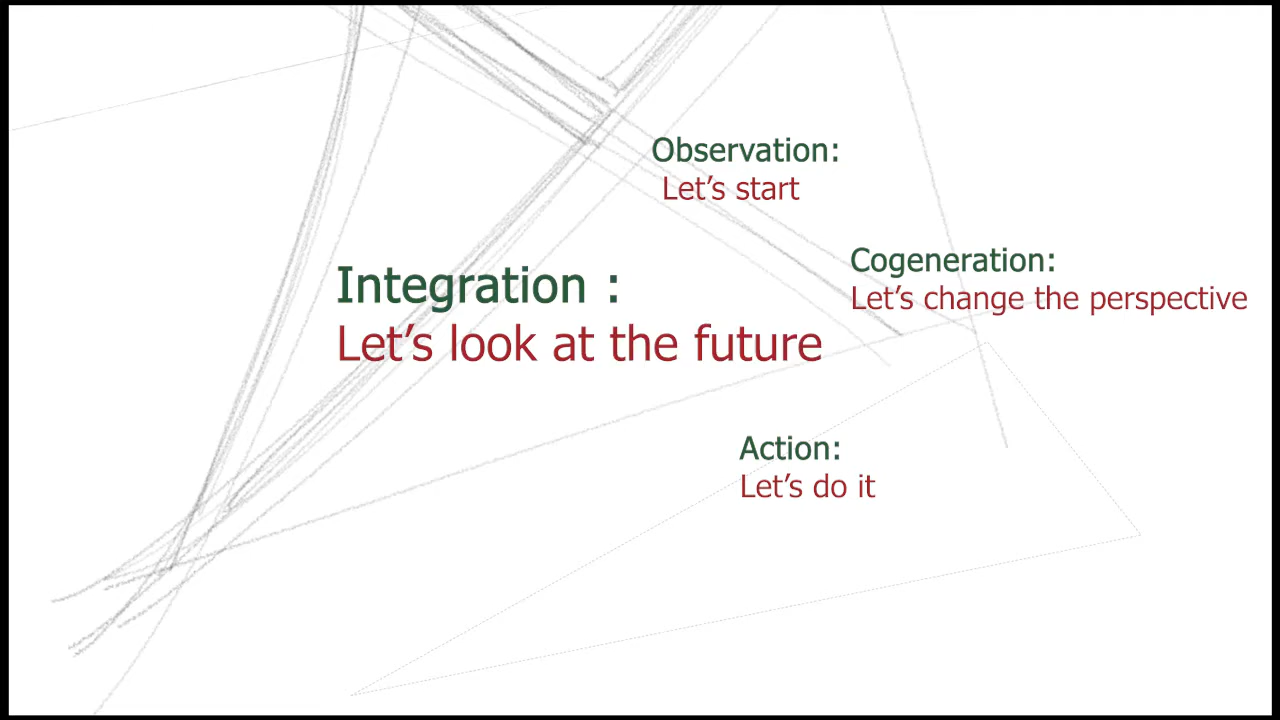 Observation:
Let's start
Cogeneration:
Let's change the perspective
Integration :
Let's look at the future
Action:
Let's do it